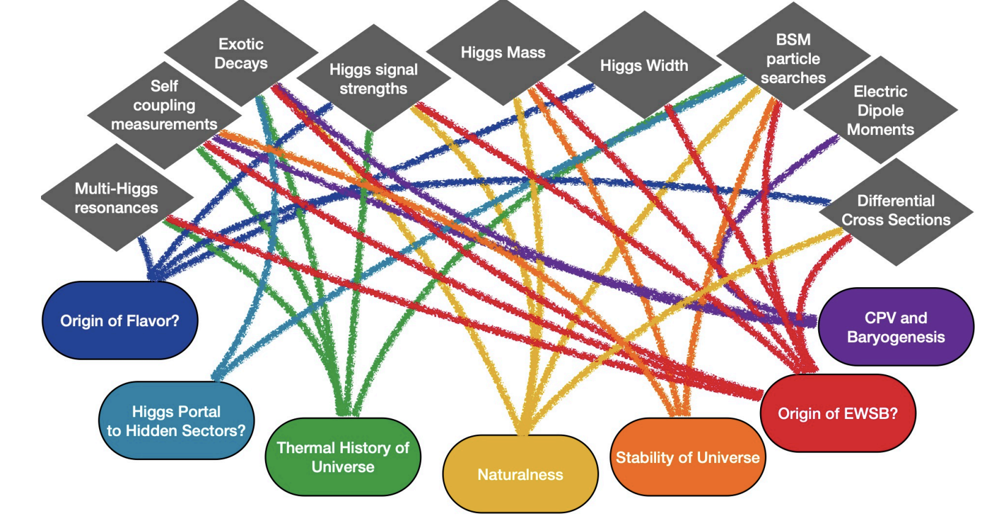 Exotic
Decays
Higgs signal
strengths
Higgs Mass
Higgs Width
BSM
particle
searches
Self
coupling
measurements
Electric
Dipole
Moments
Multi-Higgs
resonances
Differential
Cross Sections
Origin of Flavor?
CPV and
Baryogenesis
Higgs Portal
to Hidden Sectors?
Origin of EWSB?
Thermal History of
Universe
Naturalness
Stability of Universe